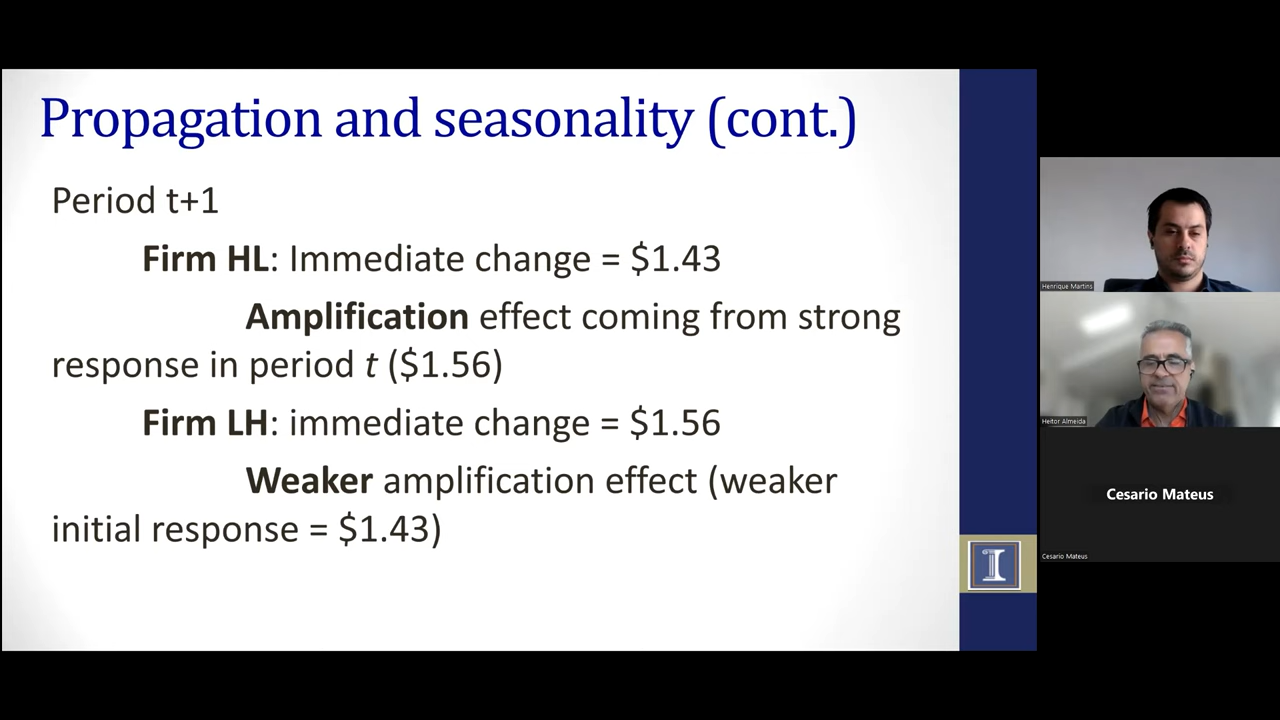 Propagation and seasonality (cont.)
Period t+1
Firm HL: Immediate change = $1.43
Amplification effect coming from strong
response in period t ($1.56)
Firm LH: immediate change = $1.56
Weaker amplification effect (weaker
initial response = $1.43)
I
Henrique Martins
Heitor Almeida
Cesario Mateus
Cesario Mateus